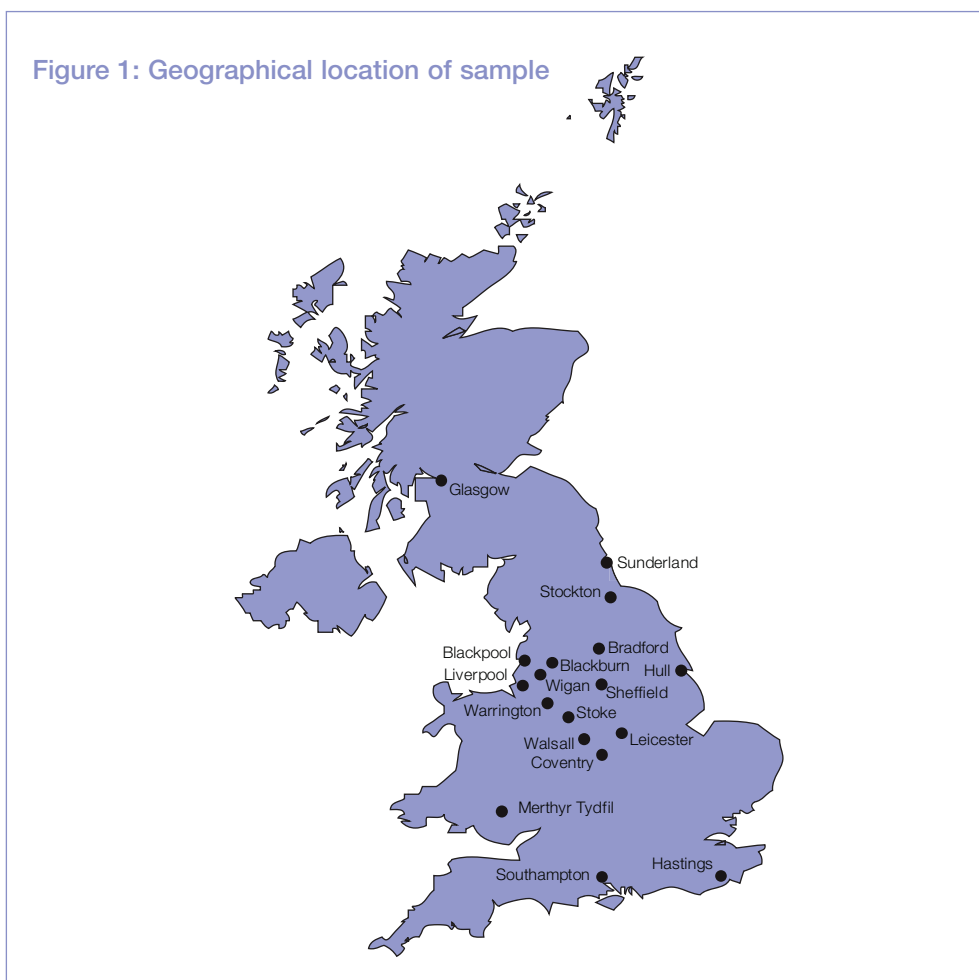 Figure 1: Geographical location of sample
Glasgow
Sunderland
Stockton
Bradford
Blackpool
Blackburn
Hull
Liverpool
Wigan
Sheffield
Warrington
Stoke
Leicester
Walsall
Coventry
Merthyr Tydfil
Hastings
Southampton